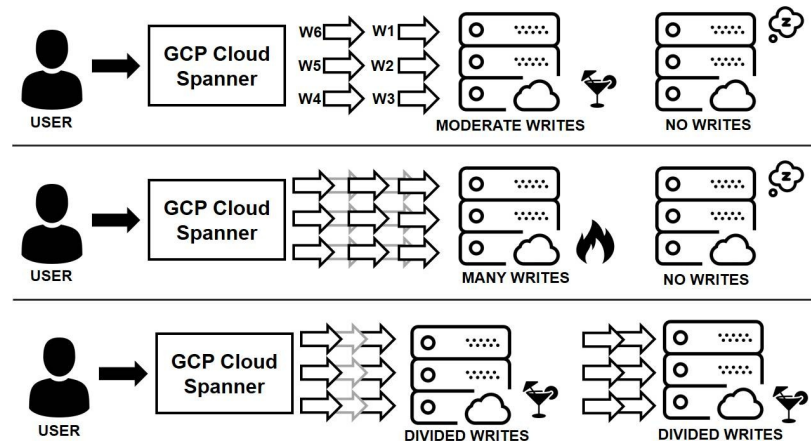 GCP Cloud
Spanner
W6 W1
W5 W2
W4 W3
Z
USER
MODERATE WRITES
NO WRITES
GCP Cloud
Spanner
Z
USER
MANY WRITES
NO WRITES
GCP Cloud
Spanner
USER
DIVIDED WRITES
DIVIDED WRITES